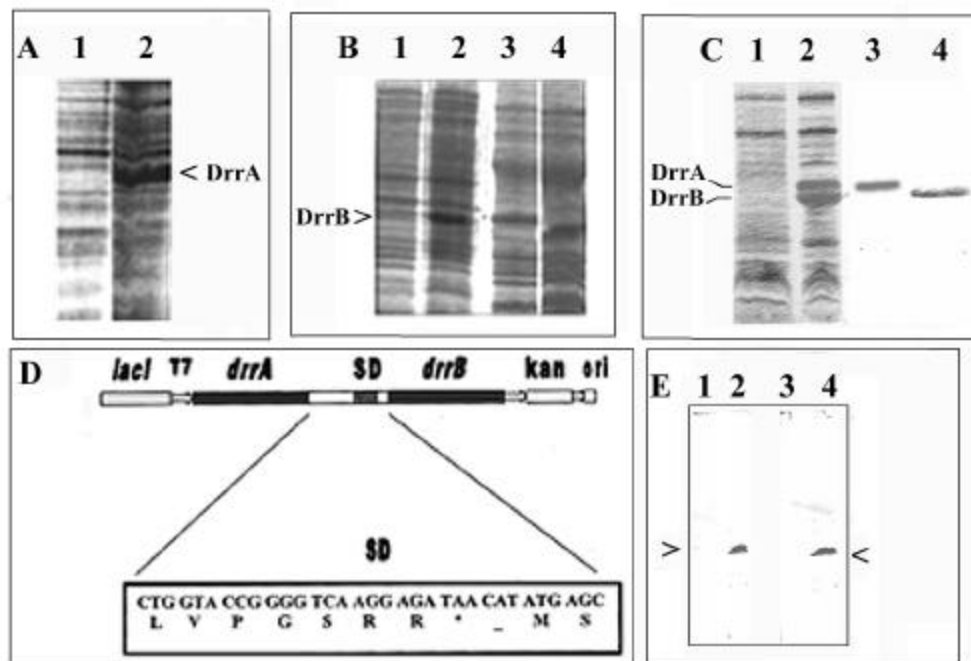 A 1 2
< DrrA
B 1 2 3 4
DrrB >
C 1 2 3 4
DrrA
DrrB
D
lacI T7 drrA SD drrB kan ori
SD
CTG GTA CCG GGG TCA AGG AGA TAA CAT ATG AGC
L V P G S R R * _ M S
E 1 2 3 4
> <